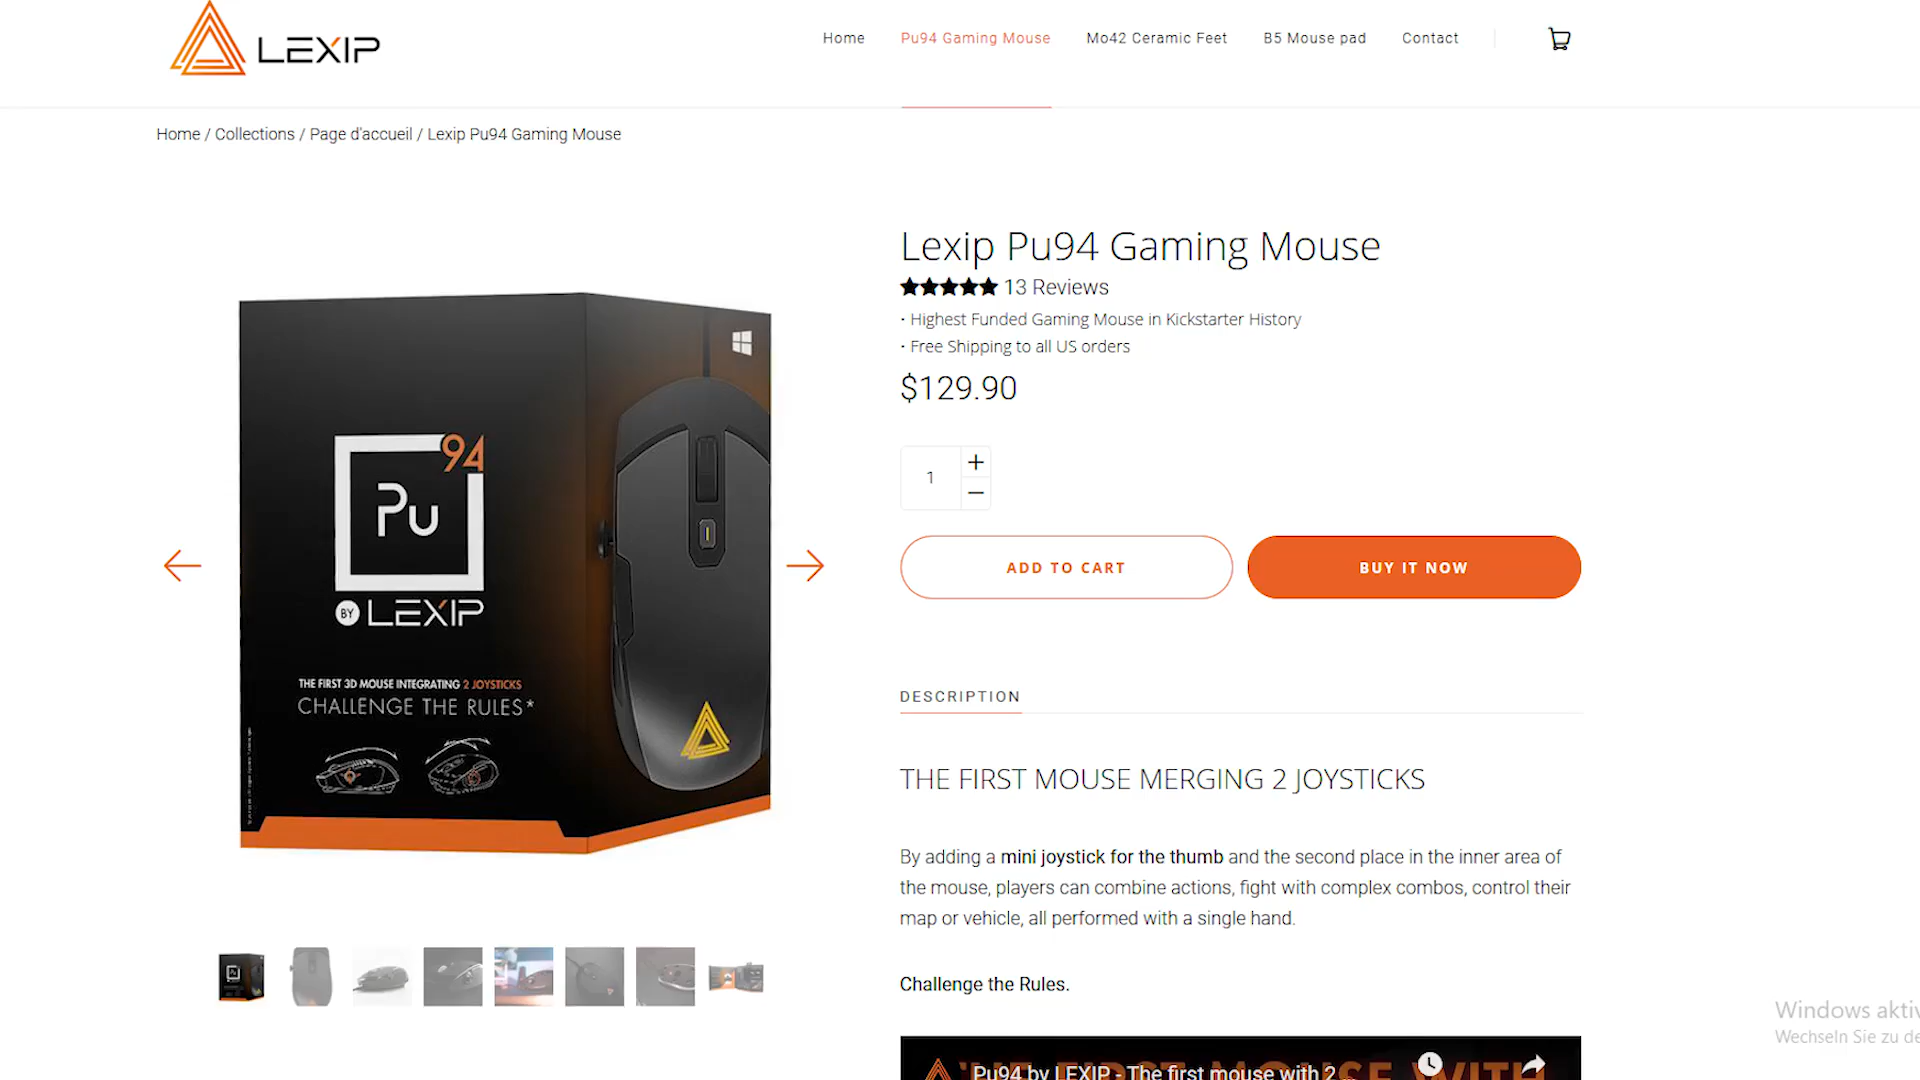 LEXIP
Home
Pu94 Gaming Mouse
Mo42 Ceramic Feet
B5 Mouse pad
Contact
Home / Collections / Page d'accueil / Lexip Pu94 Gaming Mouse
94
Pu
BY LEXIP
THE FIRST 3D MOUSE INTEGRATING 2 JOYSTICKS
CHALLENGE THE RULES*
Lexip Pu94 Gaming Mouse
13 Reviews
• Highest Funded Gaming Mouse in Kickstarter History
• Free Shipping to all US orders
$129.90
1
+
−
ADD TO CART
BUY IT NOW
DESCRIPTION
THE FIRST MOUSE MERGING 2 JOYSTICKS
By adding a mini joystick for the thumb and the second place in the inner area of
the mouse, players can combine actions, fight with complex combos, control their
map or vehicle, all performed with a single hand.
Challenge the Rules.
Pu94 by LEXIP - The first mouse with 2 ...
Windows aktiv
Wechseln Sie zu de